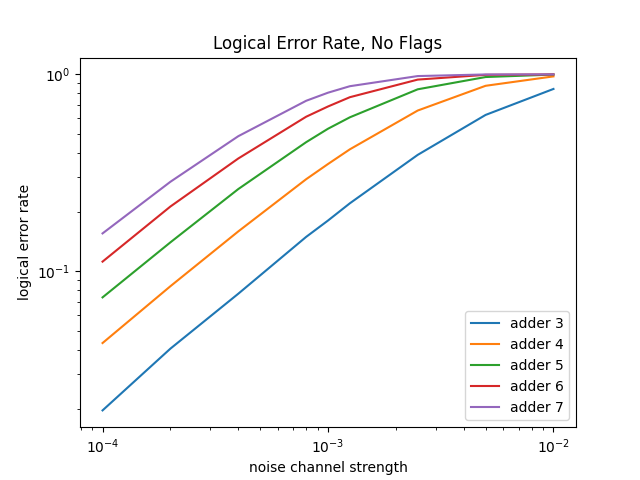 Logical Error Rate, No Flags
10⁰
10⁻¹
logical error rate
adder 3
adder 4
adder 5
adder 6
adder 7
10⁻⁴
10⁻³
10⁻²
noise channel strength